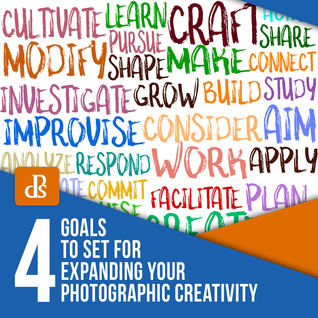 CULTIVATE LEARN CRAFT
PURSUE SHARE
MODIFY SHAPE MAKE CONNECT
INVESTIGATE GROW BUILD STUDY
IMPROVISE CONSIDER AIM
ANALYZE RESPOND WORK APPLY
COMMIT FACILITATE PLAN
dPS
4 GOALS
TO SET FOR
EXPANDING YOUR
PHOTOGRAPHIC CREATIVITY